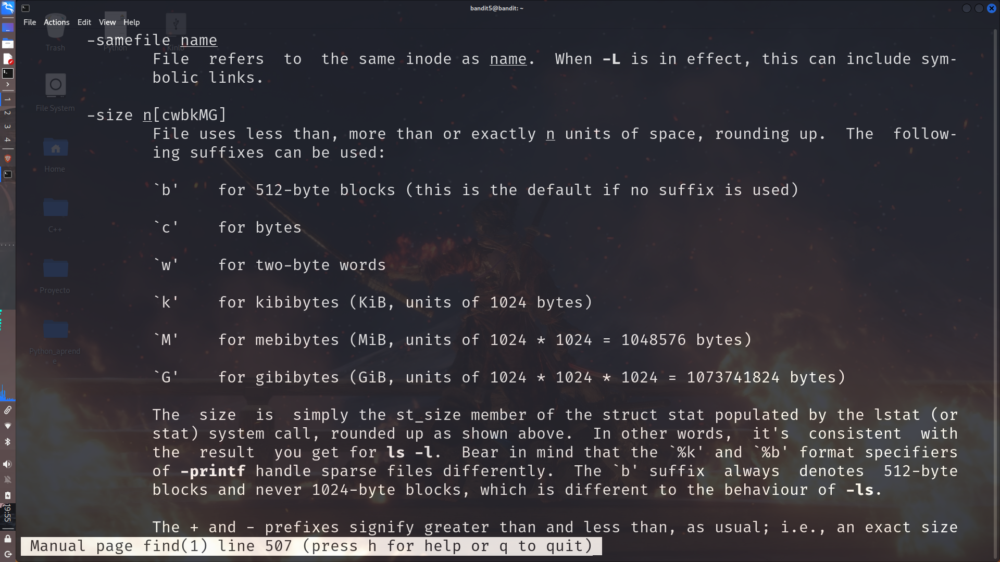 bandit5@bandit: ~
File Actions Edit View Help
-samefile name
File refers to the same inode as name. When -L is in effect, this can include sym-
bolic links.
-size n[cwbkMG]
File uses less than, more than or exactly n units of space, rounding up. The follow-
ing suffixes can be used:
`b' for 512-byte blocks (this is the default if no suffix is used)
`c' for bytes
`w' for two-byte words
`k' for kibibytes (KiB, units of 1024 bytes)
`M' for mebibytes (MiB, units of 1024 * 1024 = 1048576 bytes)
`G' for gibibytes (GiB, units of 1024 * 1024 * 1024 = 1073741824 bytes)
The size is simply the st_size member of the struct stat populated by the lstat (or
stat) system call, rounded up as shown above. In other words, it's consistent with
the result you get for ls -l. Bear in mind that the `%k' and `%b' format specifiers
of -printf handle sparse files differently. The `b' suffix always denotes 512-byte
blocks and never 1024-byte blocks, which is different to the behaviour of -ls.
The + and - prefixes signify greater than and less than, as usual; i.e., an exact size
Manual page find(1) line 507 (press h for help or q to quit)
Trash
Python
Kinlo
File System
Home
C++
Proyecto
Python_aprend
e
1
2
3
4
19:55